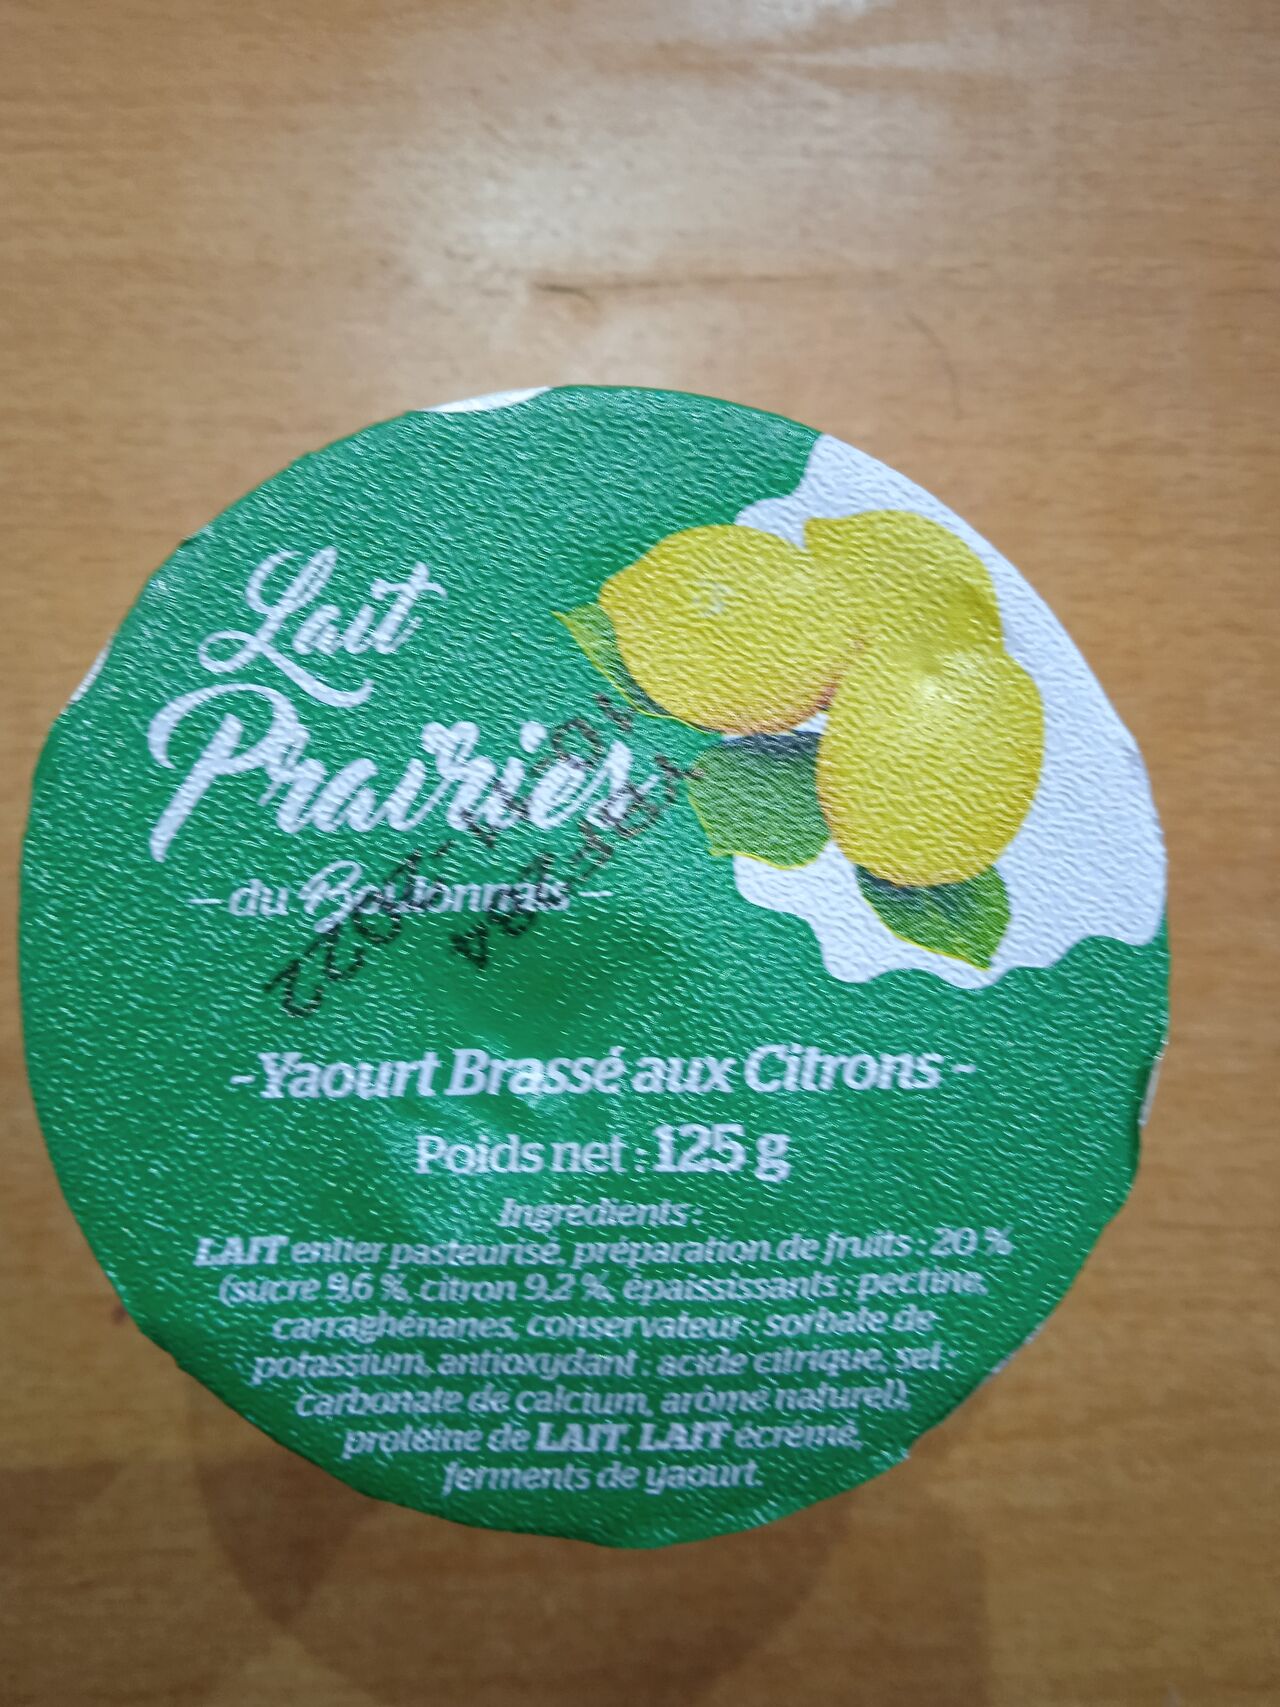 Lait
Prairies
du Boulonnais
- Yaourt Brassé aux Citrons -
Poids net : 125 g
Ingrédients :
LAIT entier pasteurisé, préparation de fruits : 20 %
(sucre 9,6 %, citron 9,2 %, épaississants : pectine,
carraghénanes, conservateur : sorbate de
potassium, antioxydant : acide citrique, sel :
carbonate de calcium, arôme naturel),
protéine de LAIT, LAIT écrémé,
ferments de yaourt.